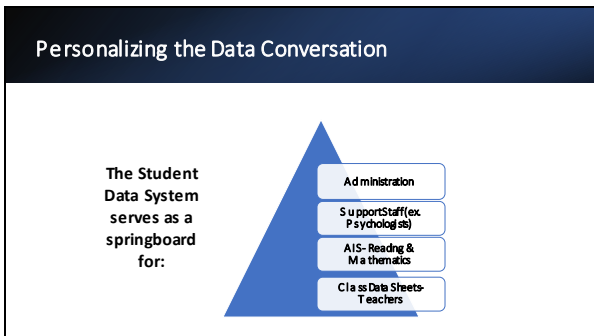 Personalizing the Data Conversation
The Student
Data System
serves as a
springboard
for:
Administration
Support Staff (ex.
Psychologists)
AIS- Reading &
Mathematics
Class Data Sheets-
Teachers